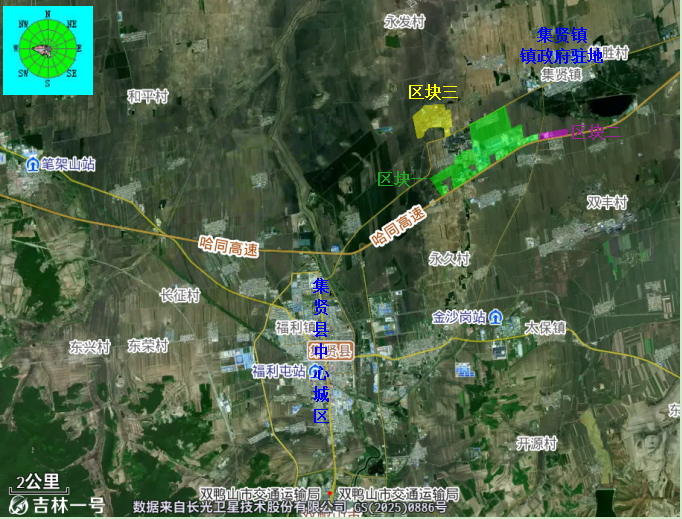 N
NW
NE
W
E
SW
SE
S
永发村
集贤镇
镇政府驻地
胜村
集贤镇
和平村
区块三
区块二
笔架山站
区块一
双丰村
哈同高速
哈同高速
永久村
长征村
集贤县中心城区
福利镇
金沙岗站
太保镇
东兴村
东荣村
集贤县
福利屯站
东
开源村
2公里
双鸭山市交通运输局
双鸭山市交通运输局
吉林一号
数据来自长光卫星技术股份有限公司 GS(2025)0886号